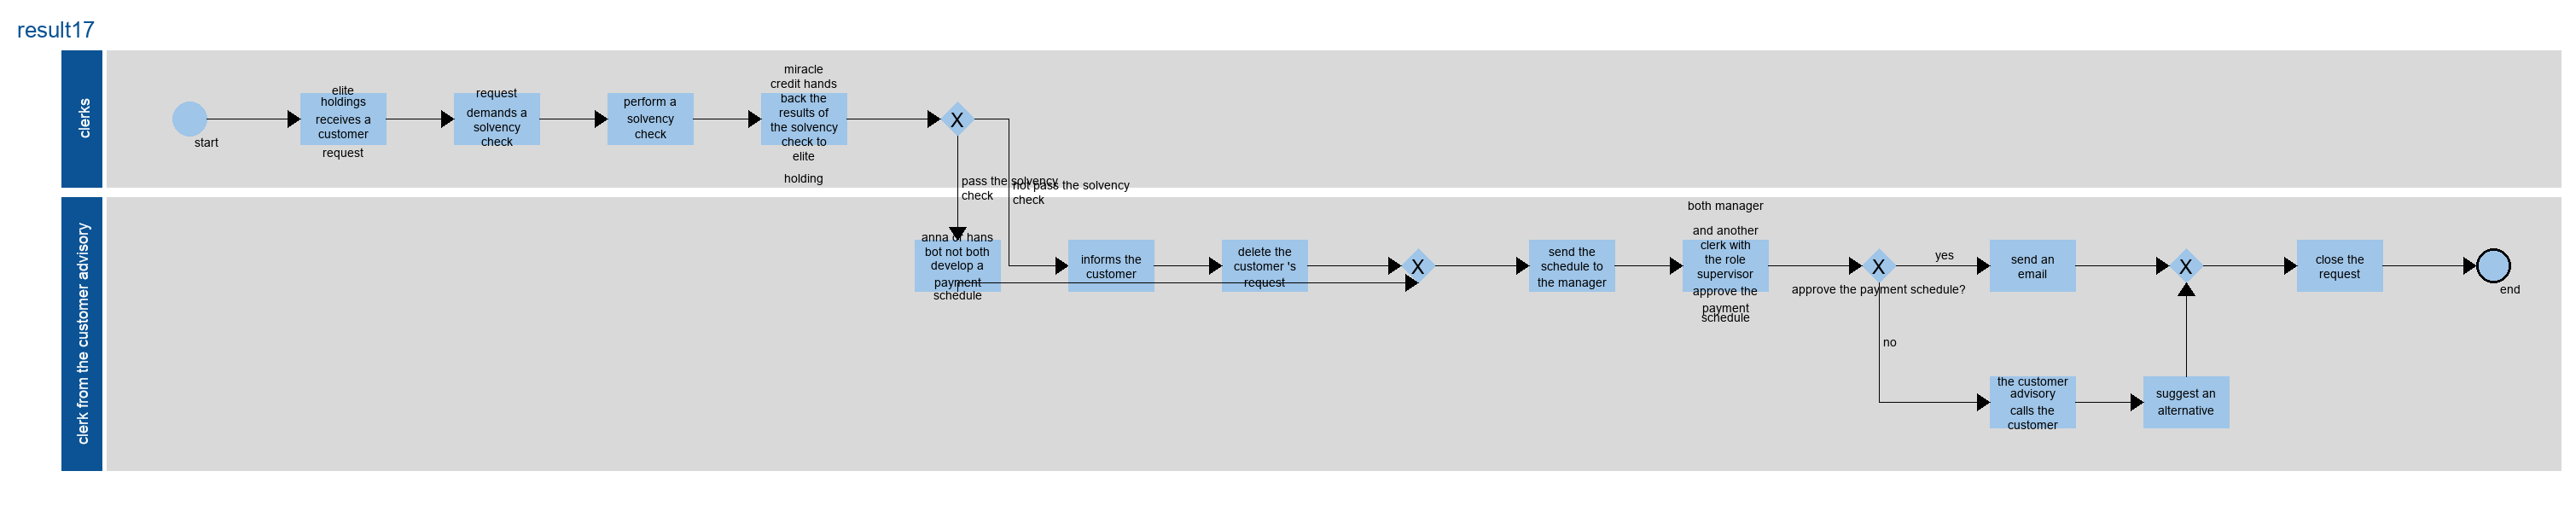 result17
clerks
start
elite
holdings
receives a
customer
request
request
demands a
solvency
check
perform a
solvency
check
miracle
credit hands
back the
results of
the solvency
check to
elite
holding
X
pass the solvency
check
not pass the solvency
check
clerk from the customer advisory
anna or hans
bot not both
develop a
payment
schedule
informs the
customer
delete the
customer 's
request
X
send the
schedule to
the manager
both manager
and another
clerk with
the role
supervisor
approve the
payment
schedule
X
approve the payment schedule?
yes
no
send an
email
the customer
advisory
calls the
customer
suggest an
alternative
X
close the
request
end